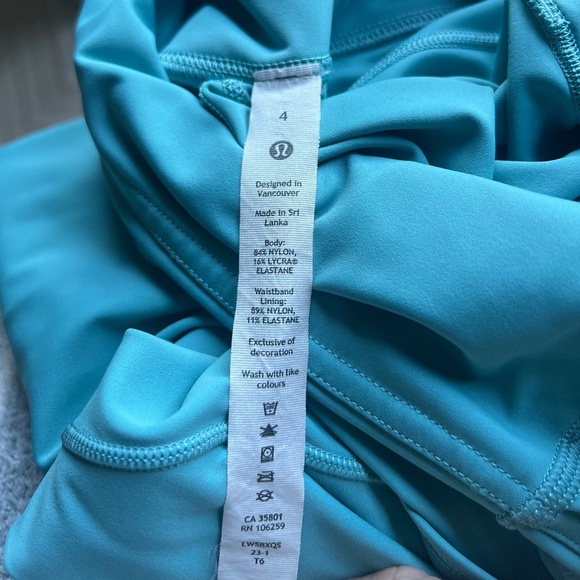 4
Designed in
Vancouver
Made in Sri
Lanka
Body:
84% NYLON,
16% LYCRA®
ELASTANE
Waistband
Lining:
89% NYLON,
11% ELASTANE
Exclusive of
decoration
Wash with like
colours
CA 35801
RN 106259
LW5BXQS
23-1
T6